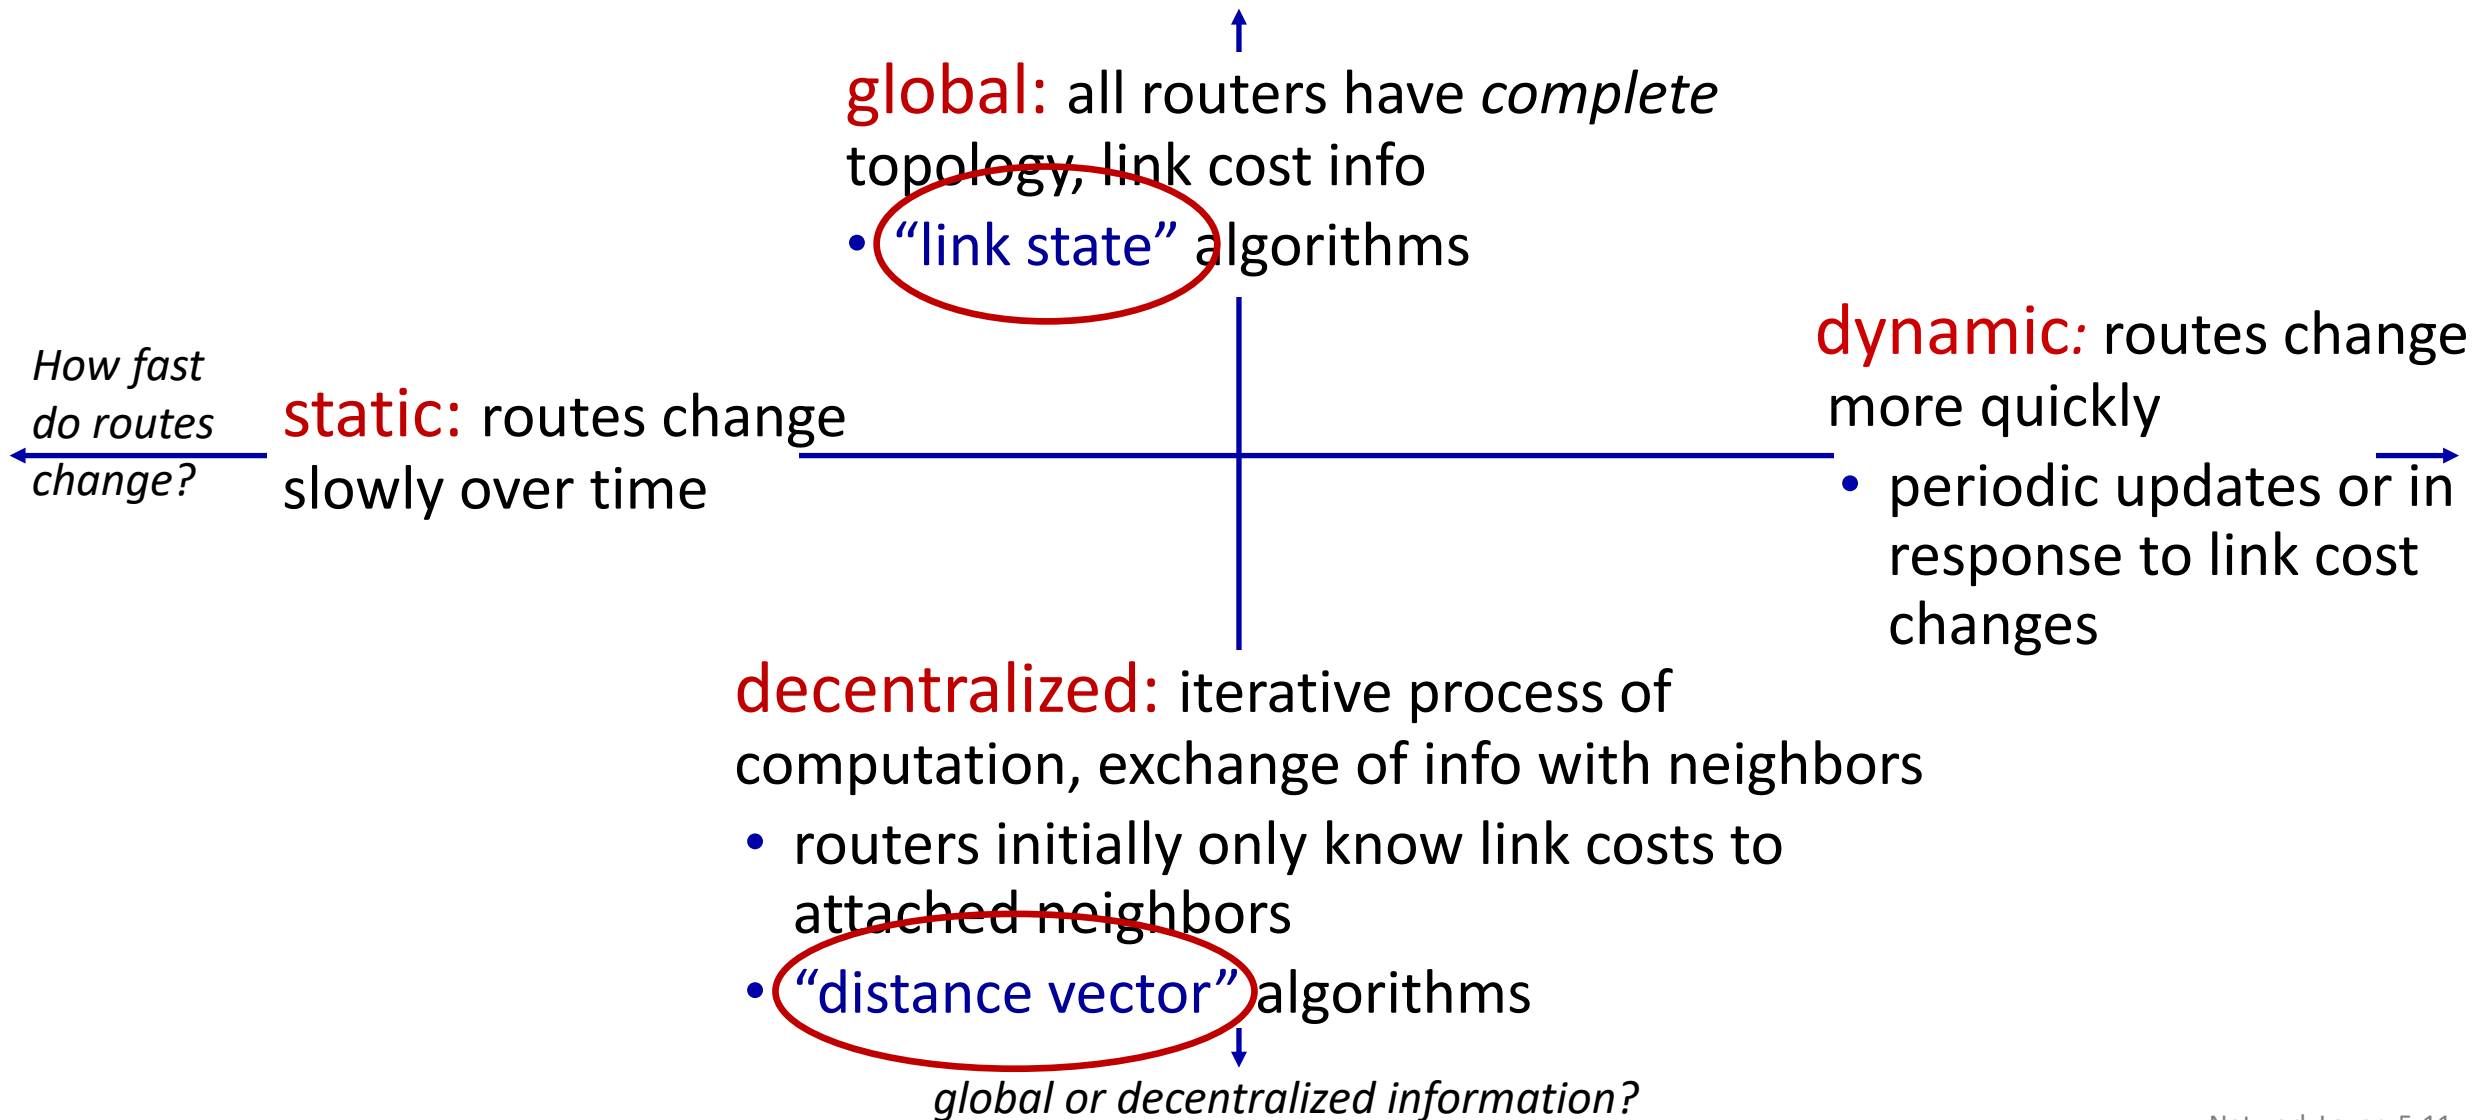 global: all routers have complete
topology, link cost info
• “link state” algorithms
How fast
do routes
change?
static: routes change
slowly over time
dynamic: routes change
more quickly
• periodic updates or in
response to link cost
changes
decentralized: iterative process of
computation, exchange of info with neighbors
• routers initially only know link costs to
attached neighbors
• “distance vector” algorithms
global or decentralized information?